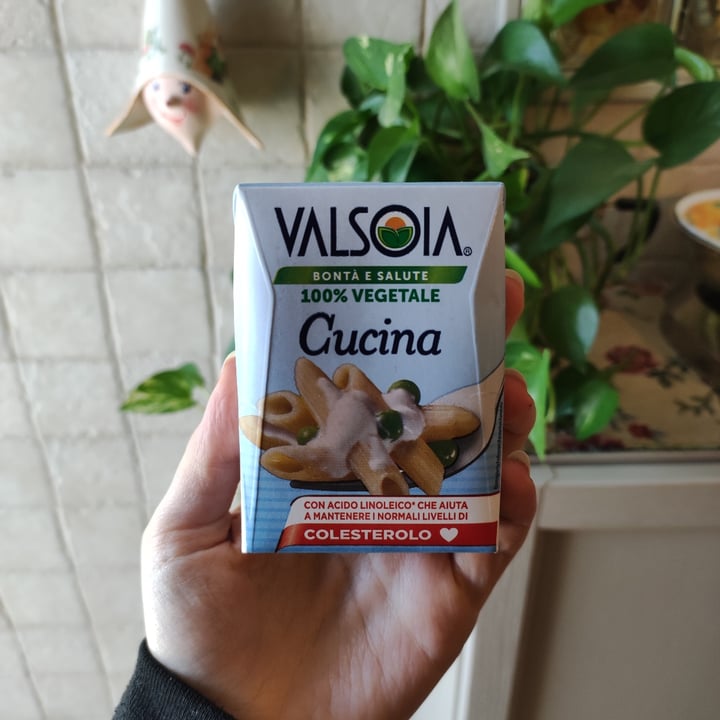 VALSOIA®
BONTÀ E SALUTE
100% VEGETALE
Cucina
CON ACIDO LINOLEICO* CHE AIUTA
A MANTENERE I NORMALI LIVELLI DI
COLESTEROLO